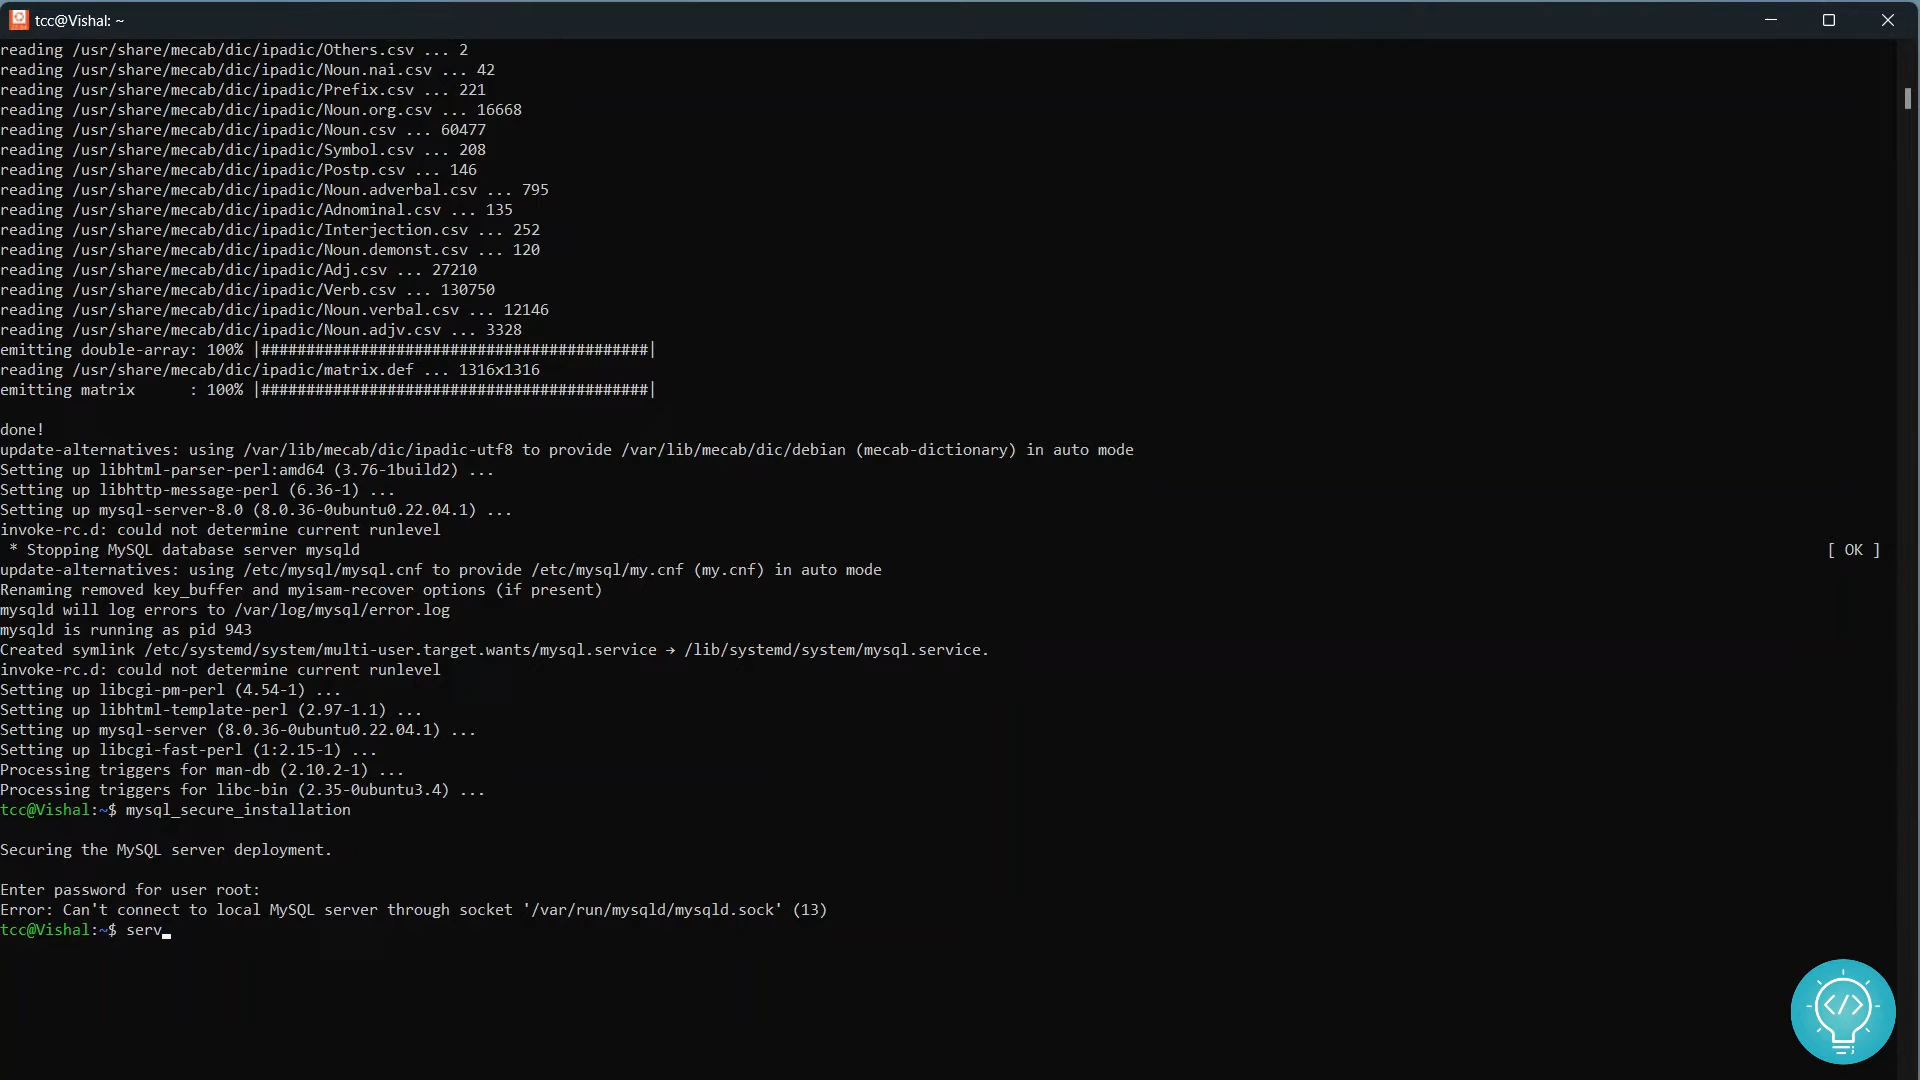 tcc@Vishal: ~
reading /usr/share/mecab/dic/ipadic/Others.csv ... 2
reading /usr/share/mecab/dic/ipadic/Noun.nai.csv ... 42
reading /usr/share/mecab/dic/ipadic/Prefix.csv ... 221
reading /usr/share/mecab/dic/ipadic/Noun.org.csv ... 16668
reading /usr/share/mecab/dic/ipadic/Noun.csv ... 60477
reading /usr/share/mecab/dic/ipadic/Symbol.csv ... 208
reading /usr/share/mecab/dic/ipadic/Postp.csv ... 146
reading /usr/share/mecab/dic/ipadic/Noun.adverbal.csv ... 795
reading /usr/share/mecab/dic/ipadic/Adnominal.csv ... 135
reading /usr/share/mecab/dic/ipadic/Interjection.csv ... 252
reading /usr/share/mecab/dic/ipadic/Noun.demonst.csv ... 120
reading /usr/share/mecab/dic/ipadic/Adj.csv ... 27210
reading /usr/share/mecab/dic/ipadic/Verb.csv ... 130750
reading /usr/share/mecab/dic/ipadic/Noun.verbal.csv ... 12146
reading /usr/share/mecab/dic/ipadic/Noun.adjv.csv ... 3328
emitting double-array: 100% |###########################################|
reading /usr/share/mecab/dic/ipadic/matrix.def ... 1316x1316
emitting matrix      : 100% |###########################################|
done!
update-alternatives: using /var/lib/mecab/dic/ipadic-utf8 to provide /var/lib/mecab/dic/debian (mecab-dictionary) in auto mode
Setting up libhtml-parser-perl:amd64 (3.76-1build2) ...
Setting up libhttp-message-perl (6.36-1) ...
Setting up mysql-server-8.0 (8.0.36-0ubuntu0.22.04.1) ...
invoke-rc.d: could not determine current runlevel
 * Stopping MySQL database server mysqld [ OK ]
update-alternatives: using /etc/mysql/mysql.cnf to provide /etc/mysql/my.cnf (my.cnf) in auto mode
Renaming removed key_buffer and myisam-recover options (if present)
mysqld will log errors to /var/log/mysql/error.log
mysqld is running as pid 943
Created symlink /etc/systemd/system/multi-user.target.wants/mysql.service → /lib/systemd/system/mysql.service.
invoke-rc.d: could not determine current runlevel
Setting up libcgi-pm-perl (4.54-1) ...
Setting up libhtml-template-perl (2.97-1.1) ...
Setting up mysql-server (8.0.36-0ubuntu0.22.04.1) ...
Setting up libcgi-fast-perl (1:2.15-1) ...
Processing triggers for man-db (2.10.2-1) ...
Processing triggers for libc-bin (2.35-0ubuntu3.4) ...
tcc@Vishal:~$ mysql_secure_installation
Securing the MySQL server deployment.
Enter password for user root:
Error: Can't connect to local MySQL server through socket '/var/run/mysqld/mysqld.sock' (13)
tcc@Vishal:~$ serv